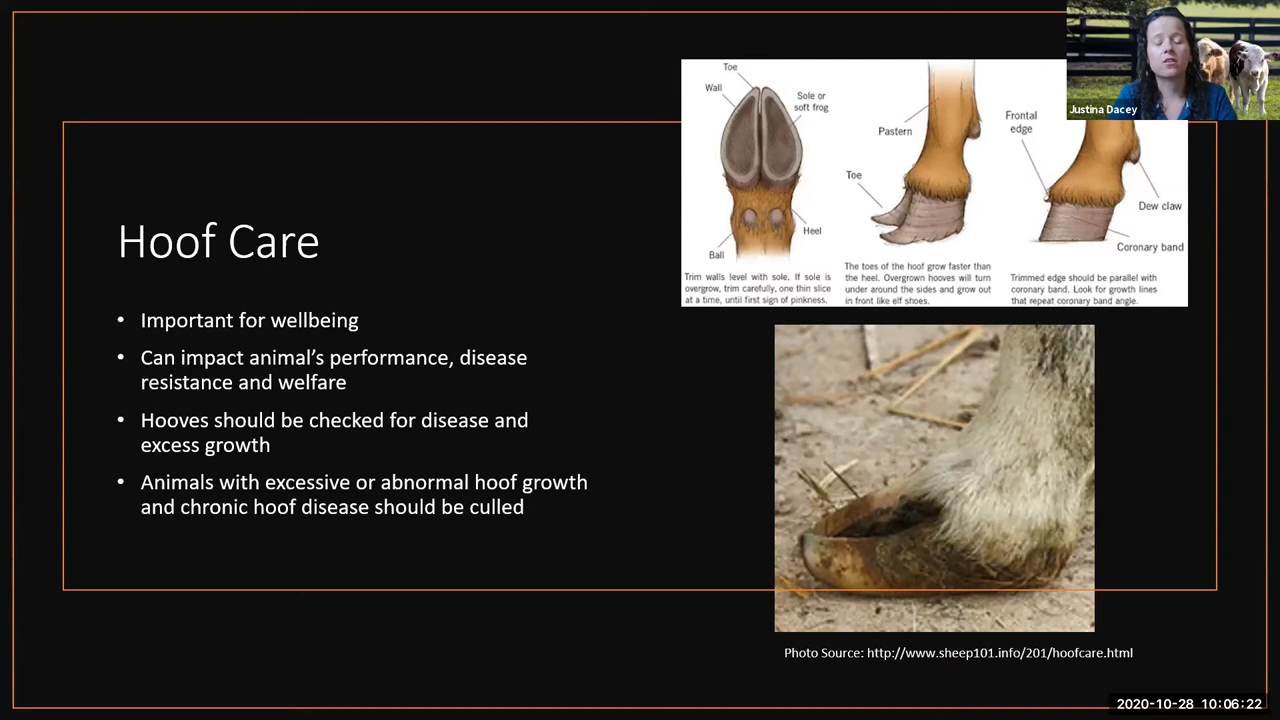 Justina Dacey
Toe
Wall
Sole or
soft frog
Heel
Ball
Trim walls level with sole. If sole is
overgrow, trim carefully, one thin slice
at a time, until first sign of pinkness.
Pastern
Toe
The toes of the hoof grow faster than
the heel. Overgrown hooves will turn
under around the sides and grow out
in front like elf shoes.
Frontal
edge
Dew claw
Coronary band
Trimmed edge should be parallel with
coronary band. Look for growth lines
that repeat coronary band angle.
Hoof Care
• Important for wellbeing
• Can impact animal’s performance, disease
resistance and welfare
• Hooves should be checked for disease and
excess growth
• Animals with excessive or abnormal hoof growth
and chronic hoof disease should be culled
Photo Source: http://www.sheep101.info/201/hoofcare.html
2020-10-28 10:06:22